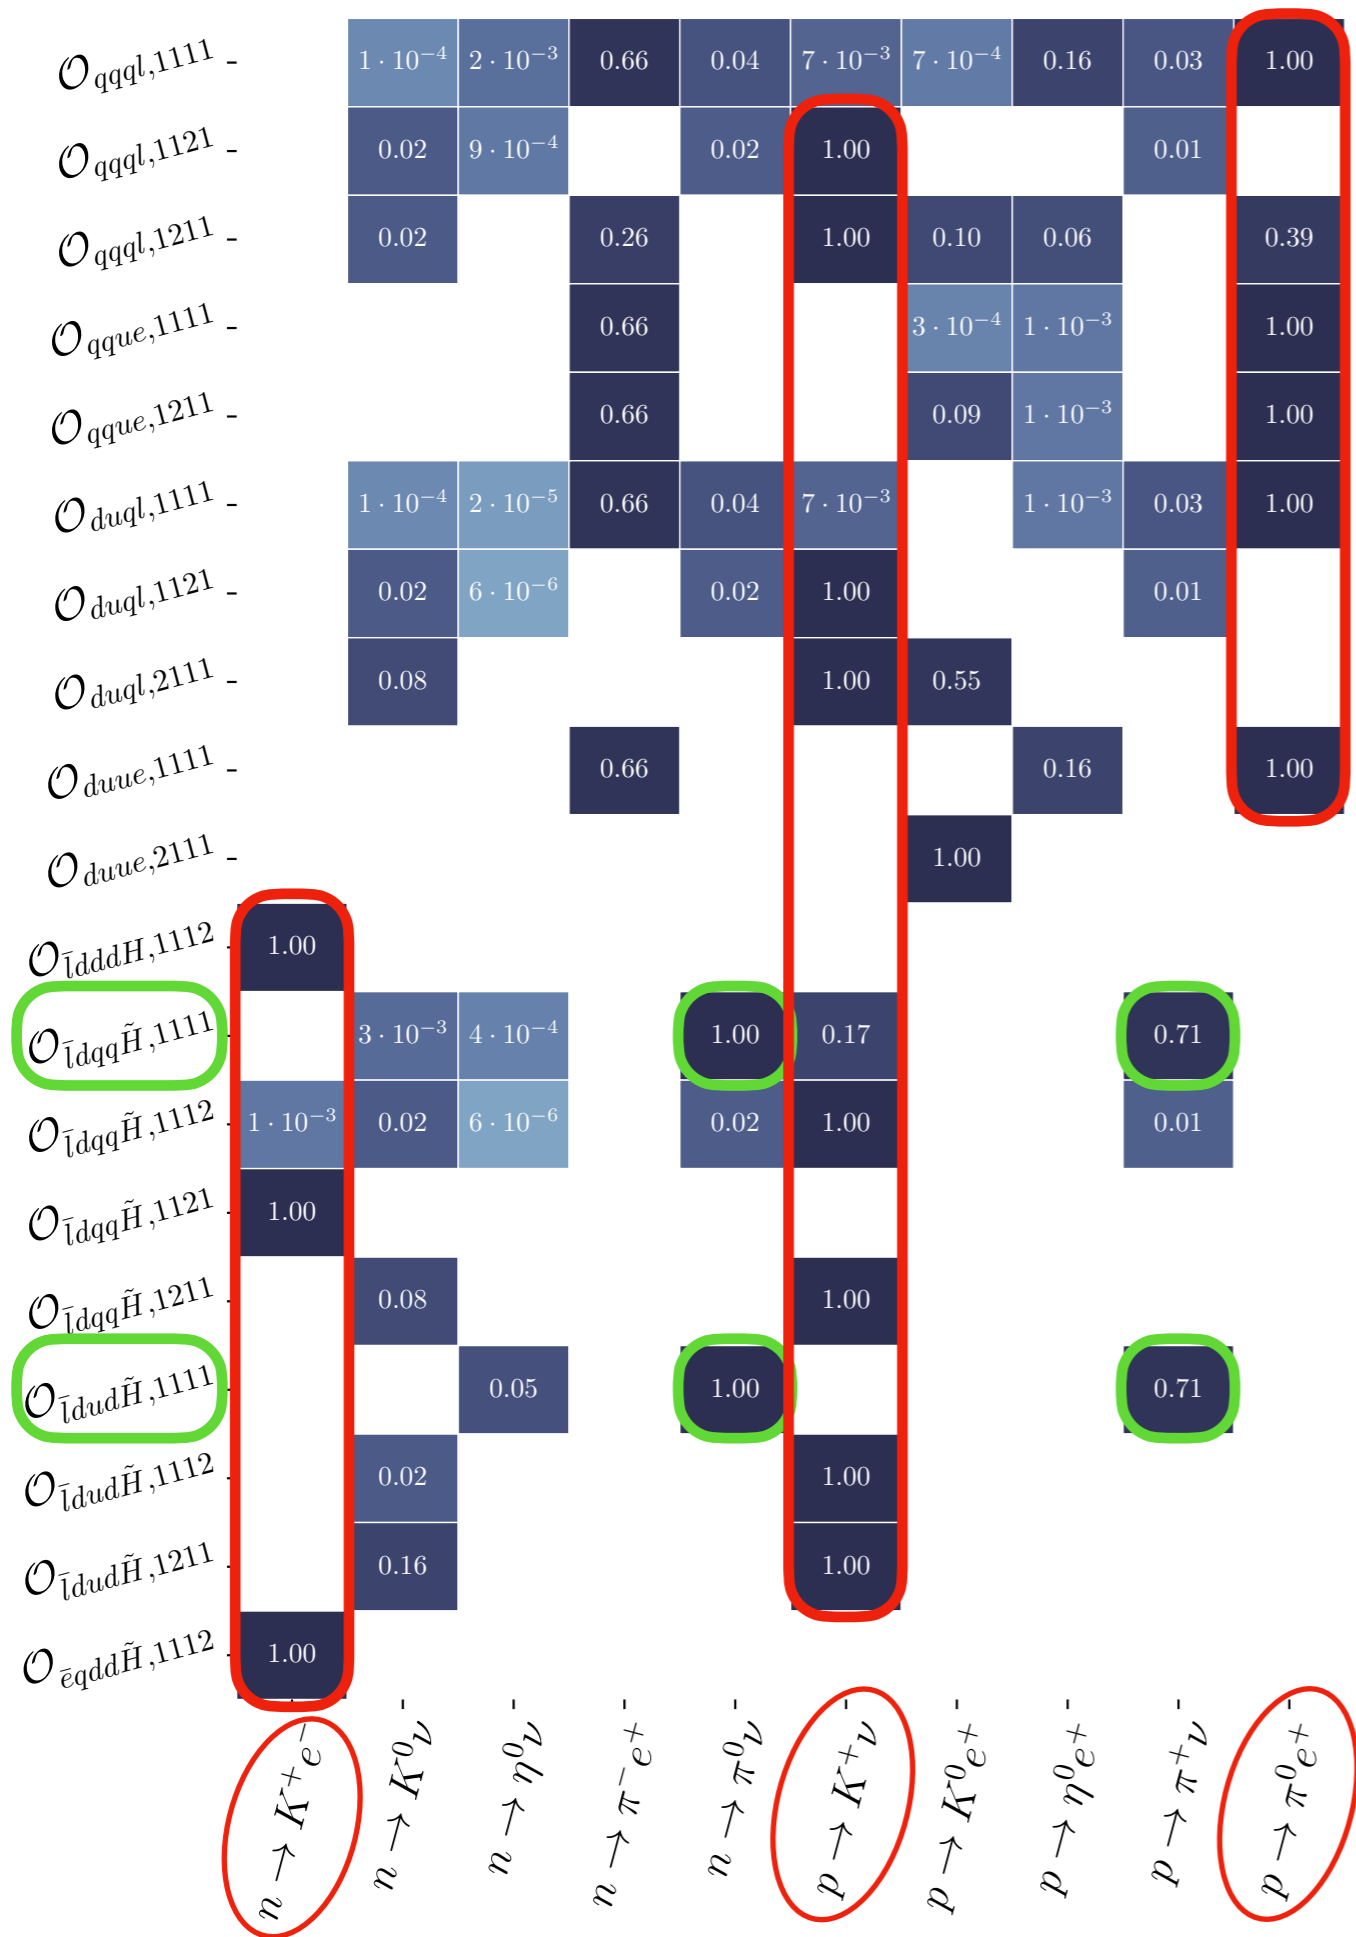 𝒪qqql,1111 1 · 10⁻⁴ 2 · 10⁻³ 0.66 0.04 7 · 10⁻³ 7 · 10⁻⁴ 0.16 0.03 1.00
𝒪qqql,1121 0.02 9 · 10⁻⁴ 0.02 1.00 0.01
𝒪qqql,1211 0.02 0.26 1.00 0.10 0.06 0.39
𝒪qque,1111 0.66 3 · 10⁻⁴ 1 · 10⁻³ 1.00
𝒪qque,1211 0.66 0.09 1 · 10⁻³ 1.00
𝒪duql,1111 1 · 10⁻⁴ 2 · 10⁻⁵ 0.66 0.04 7 · 10⁻³ 1 · 10⁻³ 0.03 1.00
𝒪duql,1121 0.02 6 · 10⁻⁶ 0.02 1.00 0.01
𝒪duql,2111 0.08 1.00 0.55
𝒪duue,1111 0.66 0.16 1.00
𝒪duue,2111 1.00
𝒪l̄dddH,1112 1.00
𝒪l̄dqqH̃,1111 3 · 10⁻³ 4 · 10⁻⁴ 1.00 0.17 0.71
𝒪l̄dqqH̃,1112 1 · 10⁻³ 0.02 6 · 10⁻⁶ 0.02 1.00 0.01
𝒪l̄dqqH̃,1121 1.00
𝒪l̄dqqH̃,1211 0.08 1.00
𝒪l̄dudH̃,1111 0.05 1.00 0.71
𝒪l̄dudH̃,1112 0.02 1.00
𝒪l̄dudH̃,1211 0.16 1.00
𝒪ēqddH̃,1112 1.00
n → K⁺e⁻
n → K⁰ν
n → η⁰ν
n → π⁻e⁺
n → π⁰ν
p → K⁺ν
p → K⁰e⁺
p → η⁰e⁺
p → π⁺ν
p → π⁰e⁺